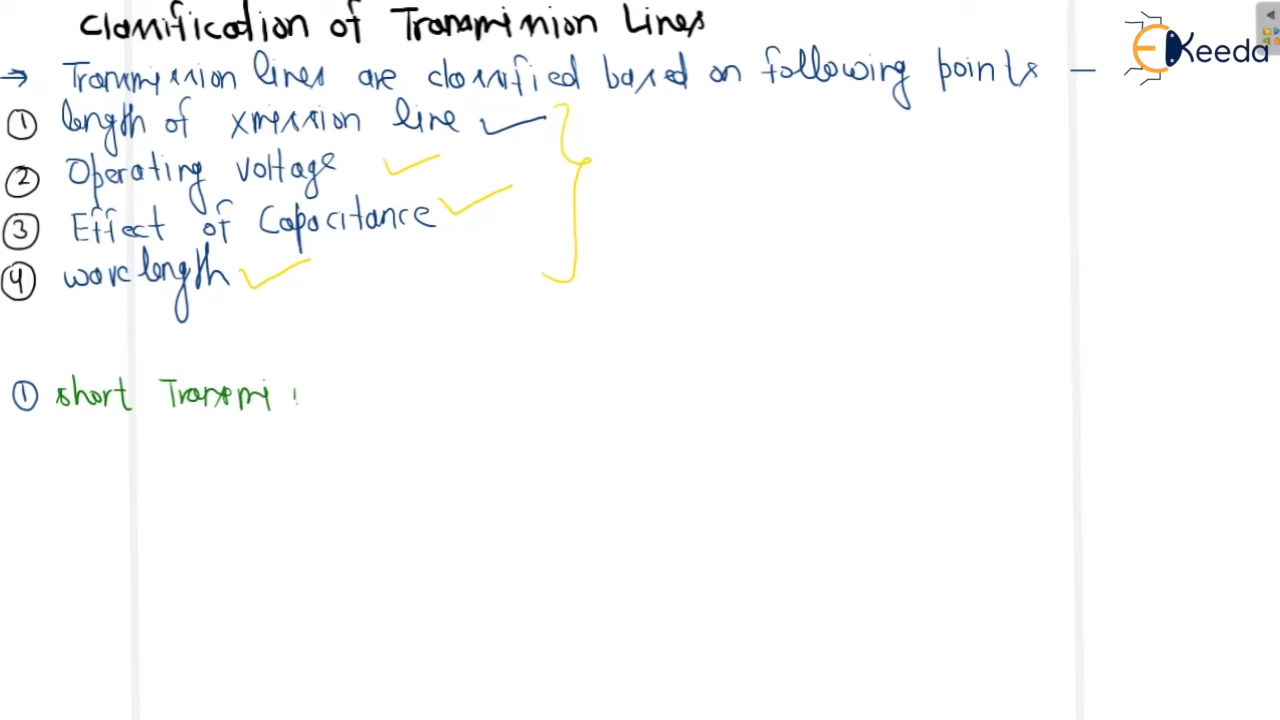 Classification of Transmission Lines
EKeeda
→ Transmission lines are classified based on following points –
① length of xmission line ✓
② Operating voltage ✓
③ Effect of Capacitance ✓
④ wavelength ✓
① short Transmi